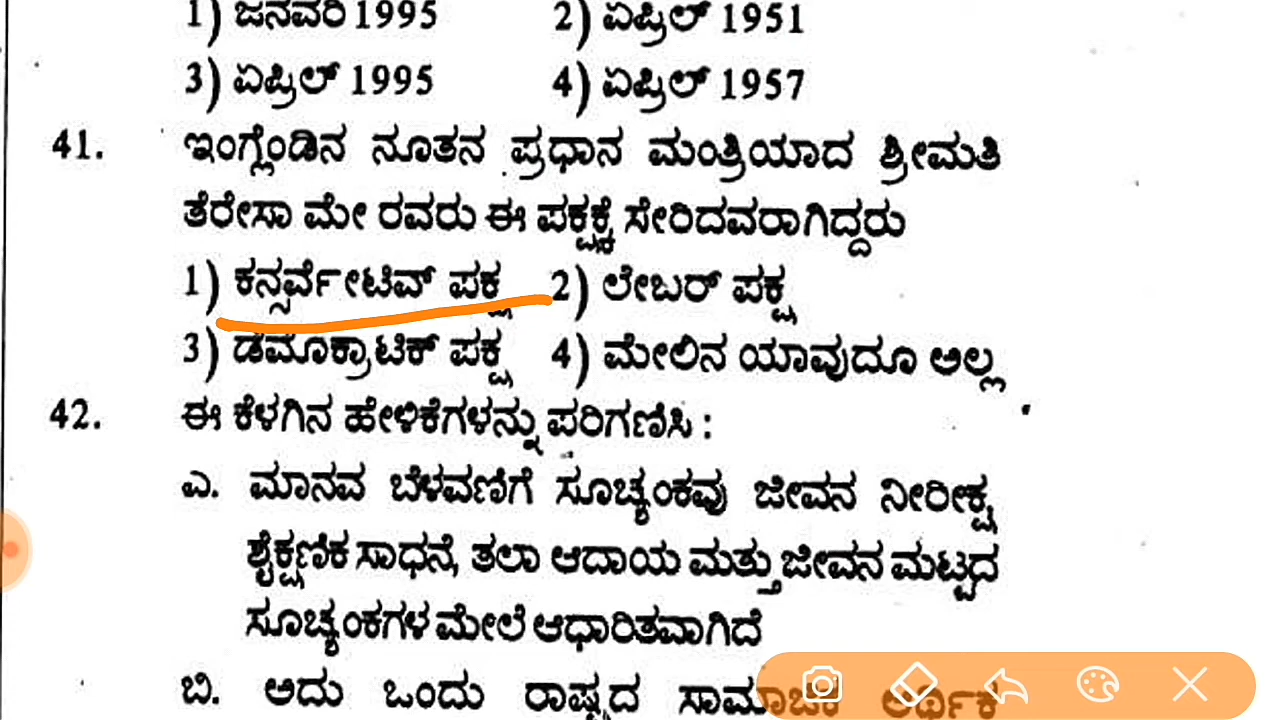 1) ಜನವರಿ 1995 2) ಏಪ್ರಿಲ್ 1951
3) ಏಪ್ರಿಲ್ 1995 4) ಏಪ್ರಿಲ್ 1957
41. ಇಂಗ್ಲೆಂಡಿನ ನೂತನ ಪ್ರಧಾನ ಮಂತ್ರಿಯಾದ ಶ್ರೀಮತಿ
ತೆರೇಸಾ ಮೇ ರವರು ಈ ಪಕ್ಷಕ್ಕೆ ಸೇರಿದವರಾಗಿದ್ದರು
1) ಕನ್ಸರ್ವೇಟಿವ್ ಪಕ್ಷ 2) ಲೇಬರ್ ಪಕ್ಷ
3) ಡೆಮಾಕ್ರಾಟಿಕ್ ಪಕ್ಷ 4) ಮೇಲಿನ ಯಾವುದೂ ಅಲ್ಲ
42. ಈ ಕೆಳಗಿನ ಹೇಳಿಕೆಗಳನ್ನು ಪರಿಗಣಿಸಿ :
ಎ. ಮಾನವ ಬೆಳವಣಿಗೆ ಸೂಚ್ಯಂಕವು ಜೀವನ ನೀರೀಕ್ಷ
ಶೈಕ್ಷಣಿಕ ಸಾಧನೆ, ತಲಾ ಆದಾಯ ಮತ್ತು ಜೀವನ ಮಟ್ಟದ
ಸೂಚ್ಯಂಕಗಳ ಮೇಲೆ ಆಧಾರಿತವಾಗಿದೆ
ಬಿ. ಅದು ಒಂದು ರಾಷ್ಟ್ರದ ಸಾಮಾಜಿಕ ಆರ್ಥಿಕ